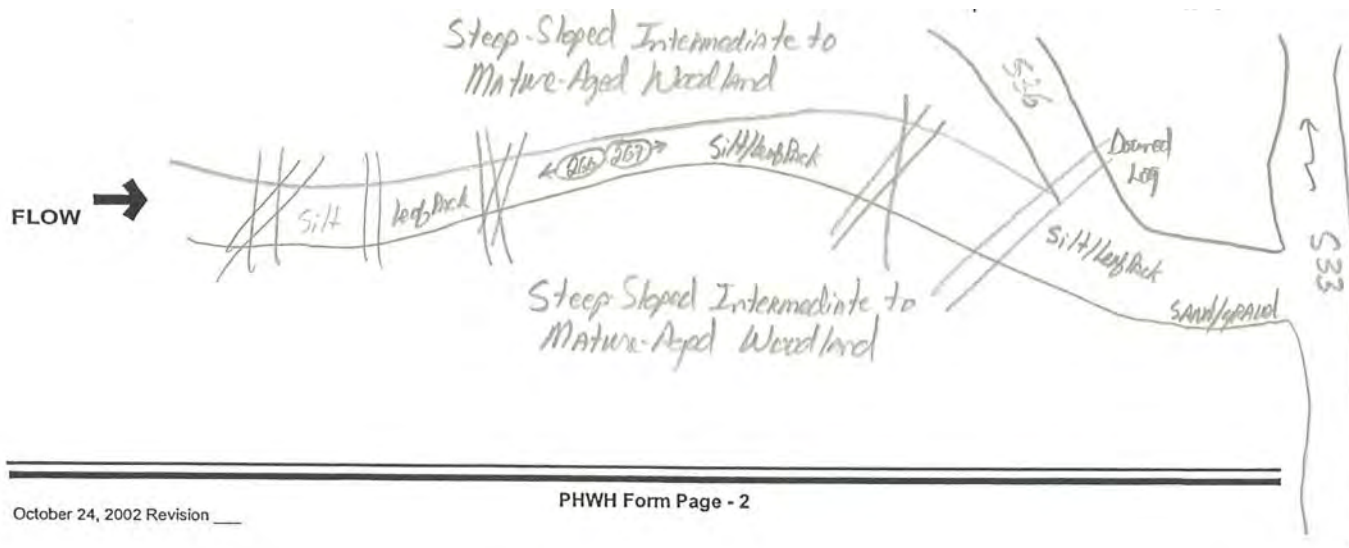 Steep-Sloped Intermediate to
Mature-Aged Woodland
S36
Downed
Log
FLOW
Silt
Leaf Pack
266 267
Silt/Leaf Pack
Silt/Leaf Pack
SAND/GRAVEL
S33
Steep-Sloped Intermediate to
Mature-Aged Woodland
PHWH Form Page - 2
October 24, 2002 Revision ___